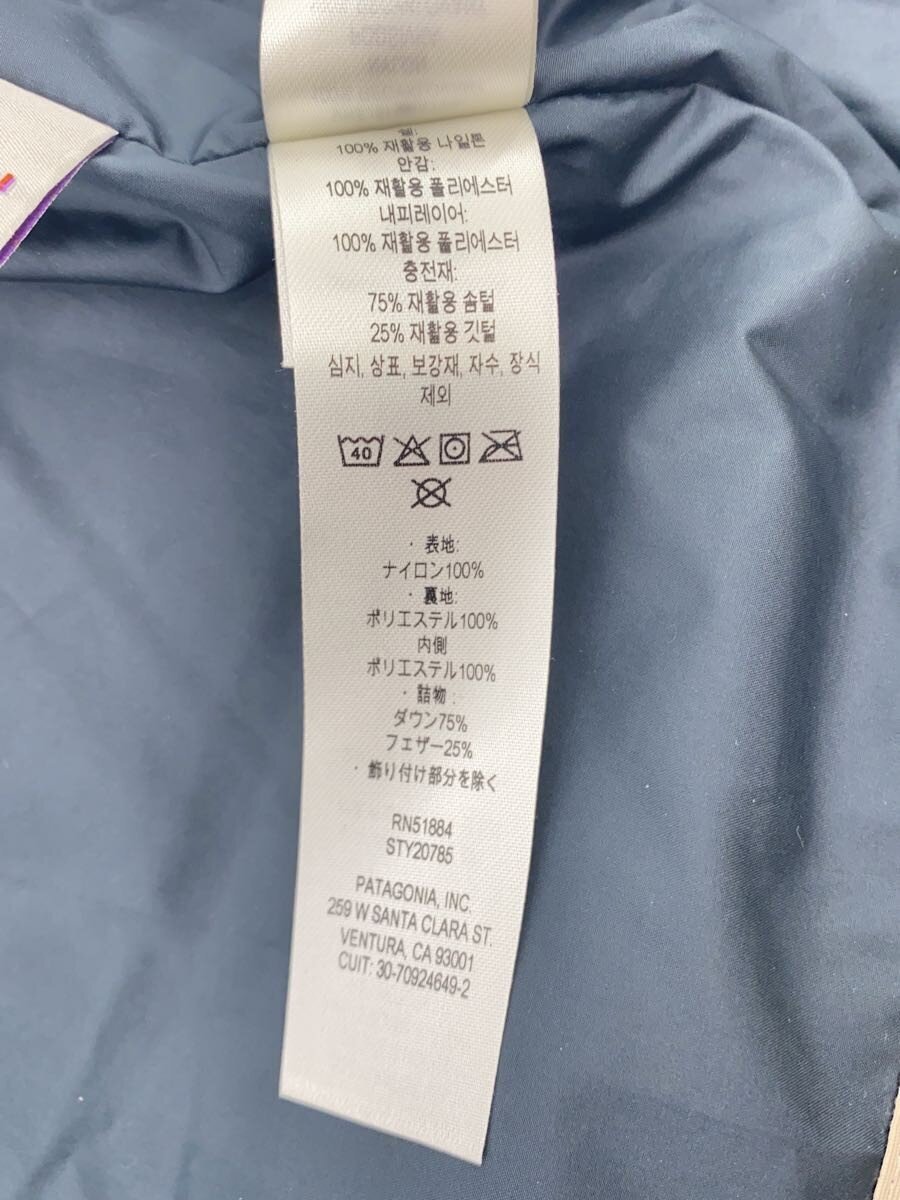 100% 재활용 나일론
안감:
100% 재활용 폴리에스터
내피레이어:
100% 재활용 폴리에스터
충전재:
75% 재활용 솜털
25% 재활용 깃털
심지, 상표, 보강재, 자수, 장식
제외
40
・表地:
ナイロン100%
・裏地:
ポリエステル100%
内側
ポリエステル100%
・詰物:
ダウン75%
フェザー25%
・飾り付け部分を除く
RN51884
STY20785
PATAGONIA, INC.
259 W SANTA CLARA ST.
VENTURA, CA 93001
CUIT: 30-70924649-2